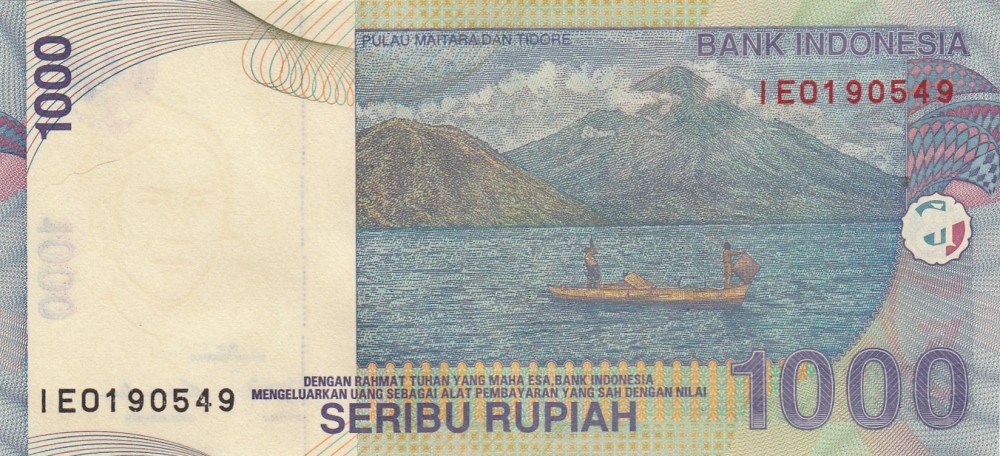 1000
PULAU MAITARA DAN TIDORE
BANK INDONESIA
IE0190549
1000
IE0190549
DENGAN RAHMAT TUHAN YANG MAHA ESA, BANK INDONESIA
MENGELUARKAN UANG SEBAGAI ALAT PEMBAYARAN YANG SAH DENGAN NILAI
SERIBU RUPIAH
1000